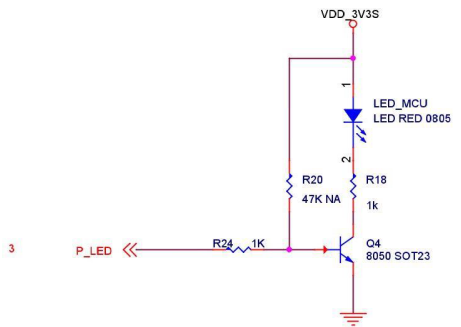 VDD_3V3S
1
LED_MCU
LED RED 0805
2
R20
R18
47K NA
1k
R24
1K
Q4
8050 SOT23
3
P_LED